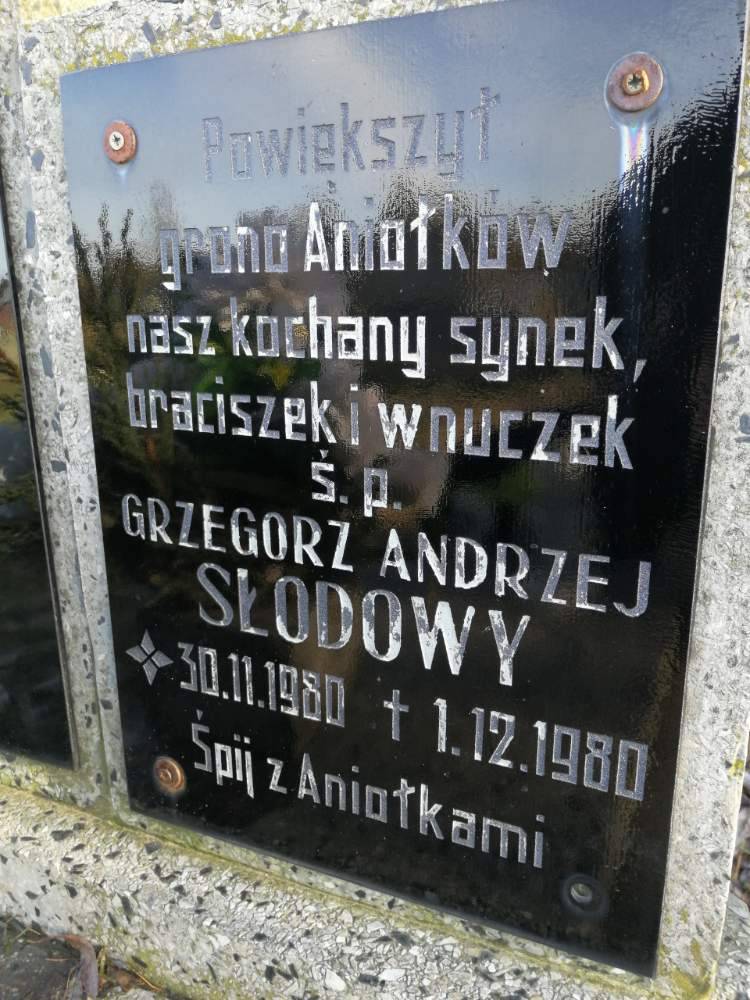 Powiększył
grono Aniołków
nasz kochany synek,
braciszek i wnuczek
ś. p.
GRZEGORZ ANDRZEJ
SŁODOWY
30.11.1980 † 1.12.1980
Śpij z Aniołkami